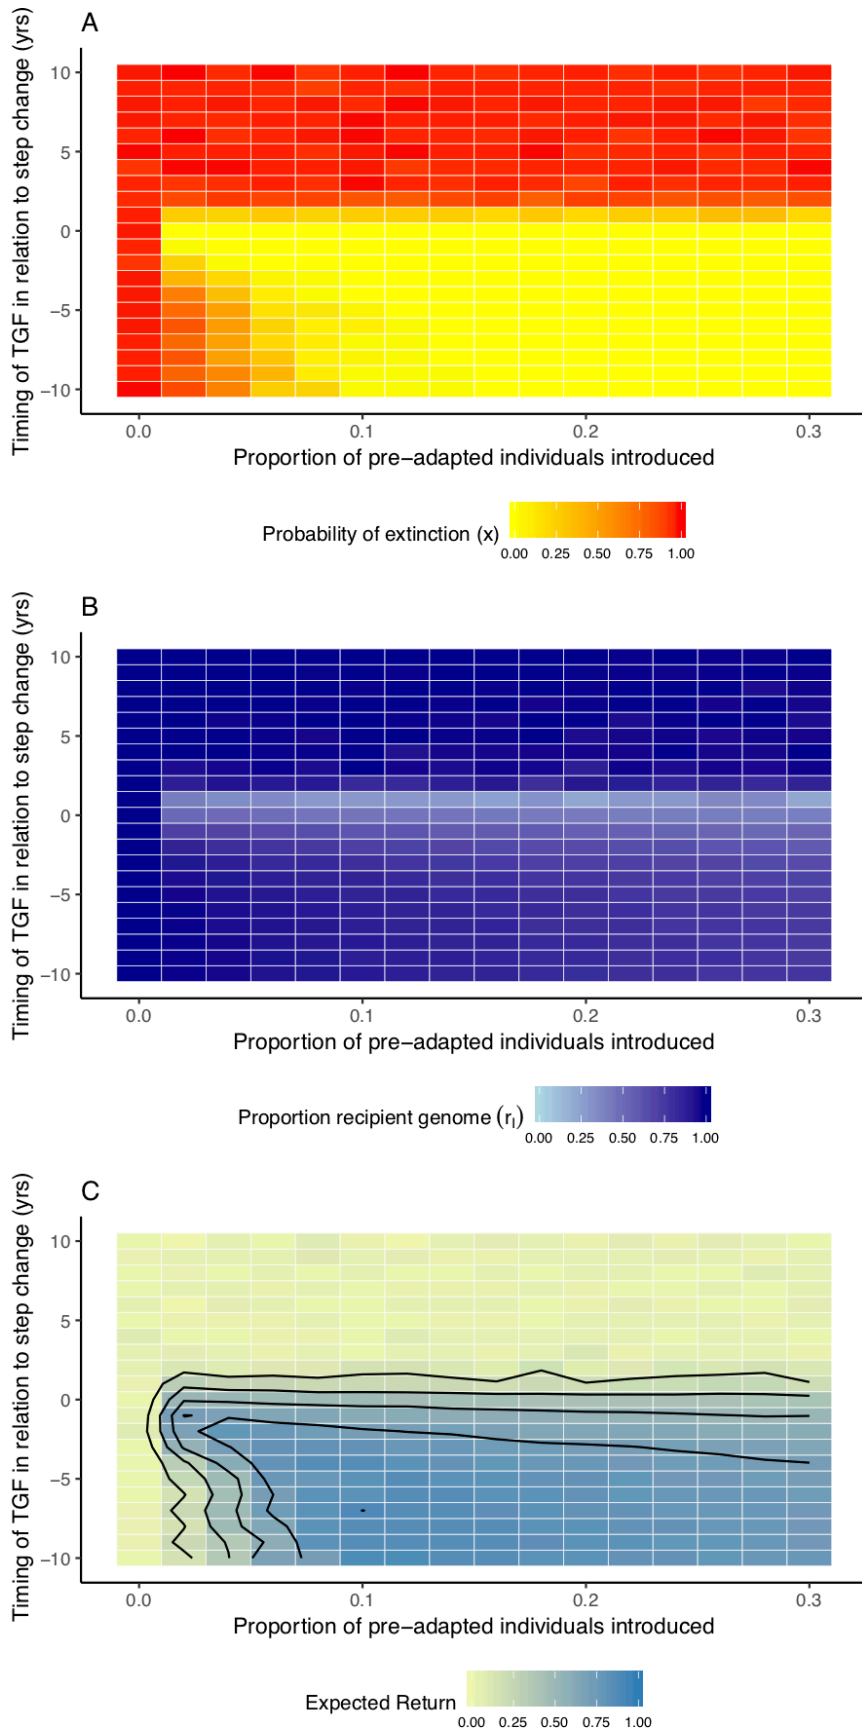 A
Timing of TGF in relation to step change (yrs)
10
5
0
−5
−10
0.0 0.1 0.2 0.3
Proportion of pre−adapted individuals introduced
Probability of extinction (x)
0.00 0.25 0.50 0.75 1.00
B
Timing of TGF in relation to step change (yrs)
10
5
0
−5
−10
0.0 0.1 0.2 0.3
Proportion of pre−adapted individuals introduced
Proportion recipient genome (rI)
0.00 0.25 0.50 0.75 1.00
C
Timing of TGF in relation to step change (yrs)
10
5
0
−5
−10
0.0 0.1 0.2 0.3
Proportion of pre−adapted individuals introduced
Expected Return
0.00 0.25 0.50 0.75 1.00